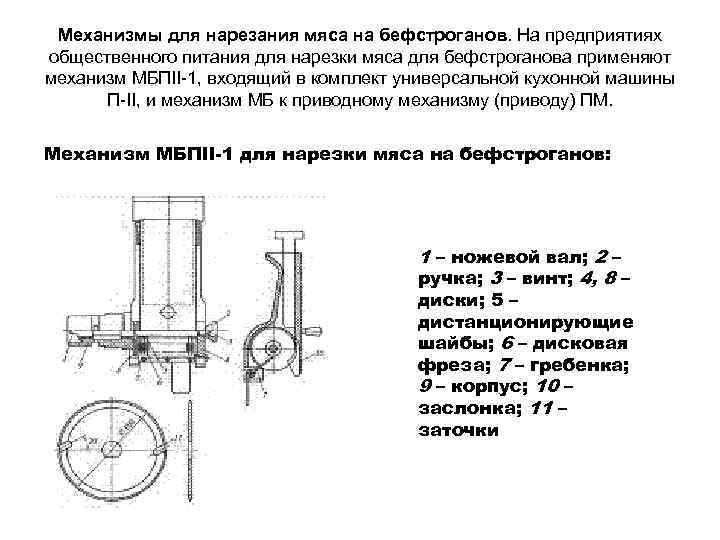 Механизмы для нарезания мяса на бефстроганов. На предприятиях
общественного питания для нарезки мяса для бефстроганова применяют
механизм МБПII-1, входящий в комплект универсальной кухонной машины
П-II, и механизм МБ к приводному механизму (приводу) ПМ.
Механизм МБПII-1 для нарезки мяса на бефстроганов:
1 – ножевой вал; 2 –
ручка; 3 – винт; 4, 8 –
диски; 5 –
дистанционирующие
шайбы; 6 – дисковая
фреза; 7 – гребенка;
9 – корпус; 10 –
заслонка; 11 –
заточки